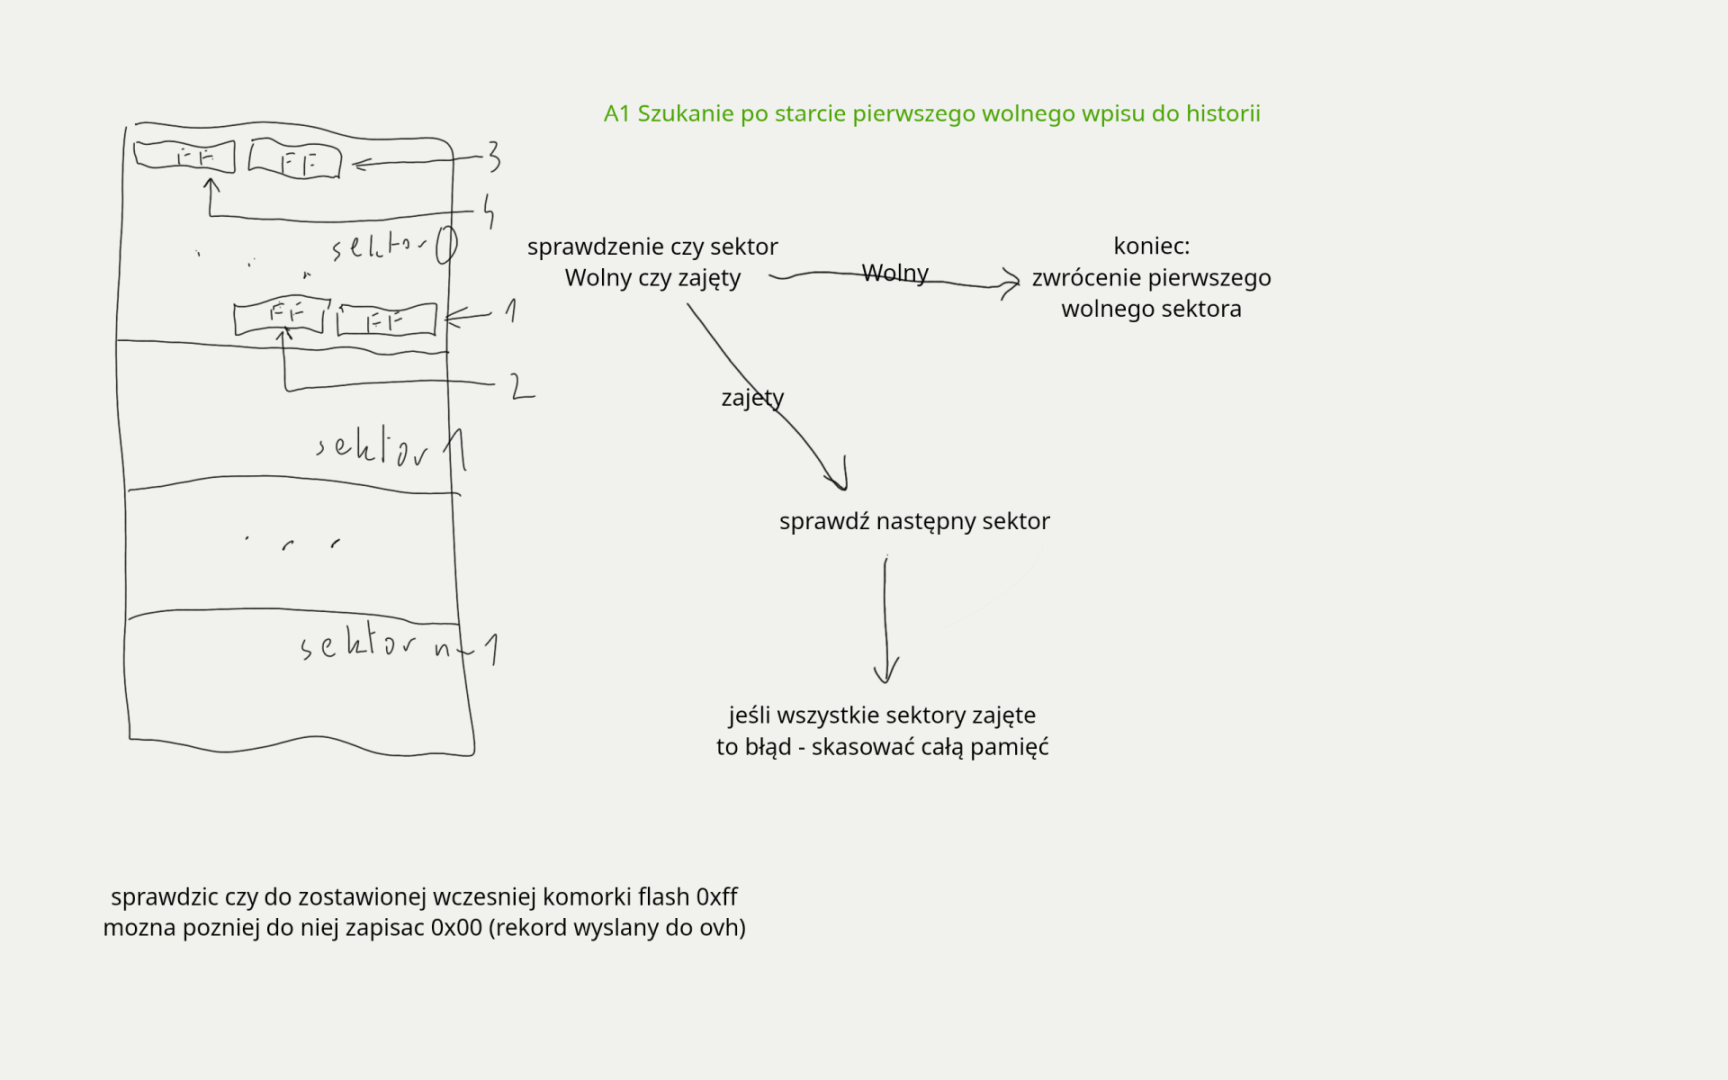 A1 Szukanie po starcie pierwszego wolnego wpisu do historii
FF FF 3
4
sektor 0
FF FF 1
2
sektor 1
. . .
sektor n-1
sprawdzenie czy sektor
Wolny czy zajęty
Wolny
koniec:
zwrócenie pierwszego
wolnego sektora
zajety
sprawdź następny sektor
jeśli wszystkie sektory zajęte
to błąd - skasować całą pamięć
sprawdzic czy do zostawionej wczesniej komorki flash 0xff
mozna pozniej do niej zapisac 0x00 (rekord wyslany do ovh)